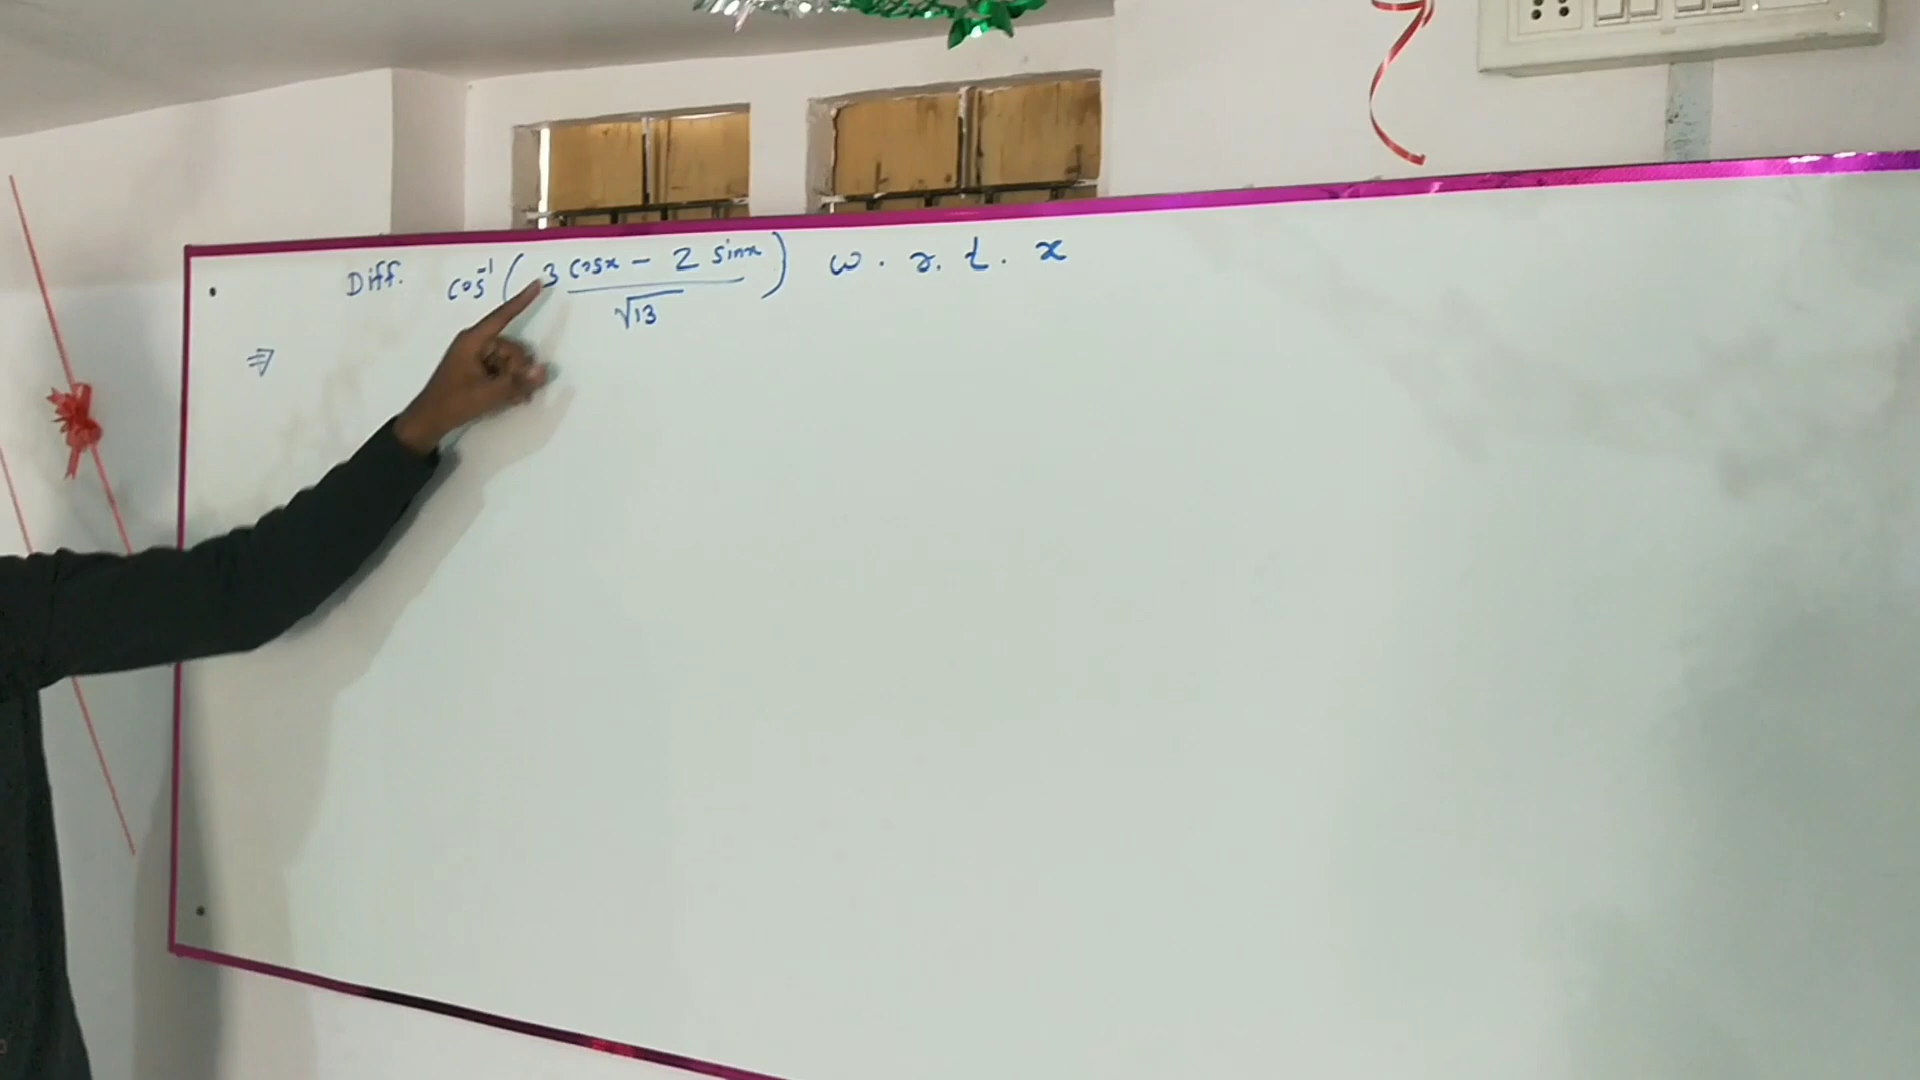 Diff. cos⁻¹ ( 3 cosx - 2 sinx / √13 ) w. r. t. x
⇒